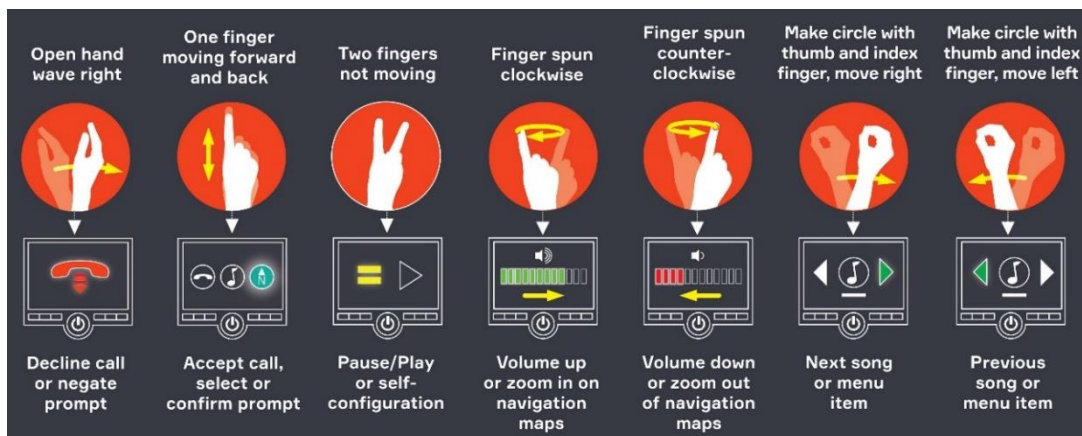 Open hand
wave right
One finger
moving forward
and back
Two fingers
not moving
Finger spun
clockwise
Finger spun
counter-
clockwise
Make circle with
thumb and index
finger, move right
Make circle with
thumb and index
finger, move left
N
Decline call
or negate
prompt
Accept call,
select or
confirm prompt
Pause/Play
or self-
configuration
Volume up
or zoom in on
navigation
maps
Volume down
or zoom out
of navigation
maps
Next song
or menu
item
Previous
song or
menu item